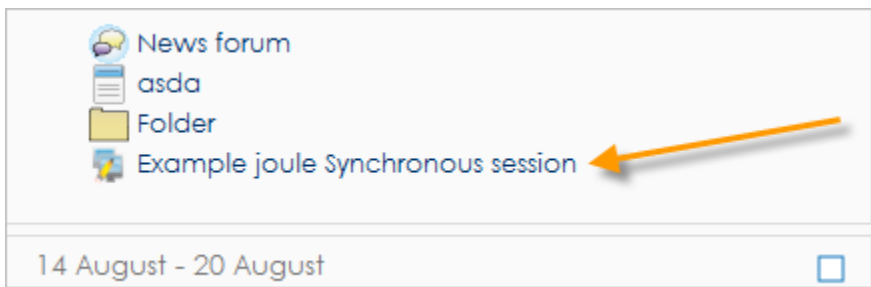 News forum
asda
Folder
Example joule Synchronous session
14 August - 20 August